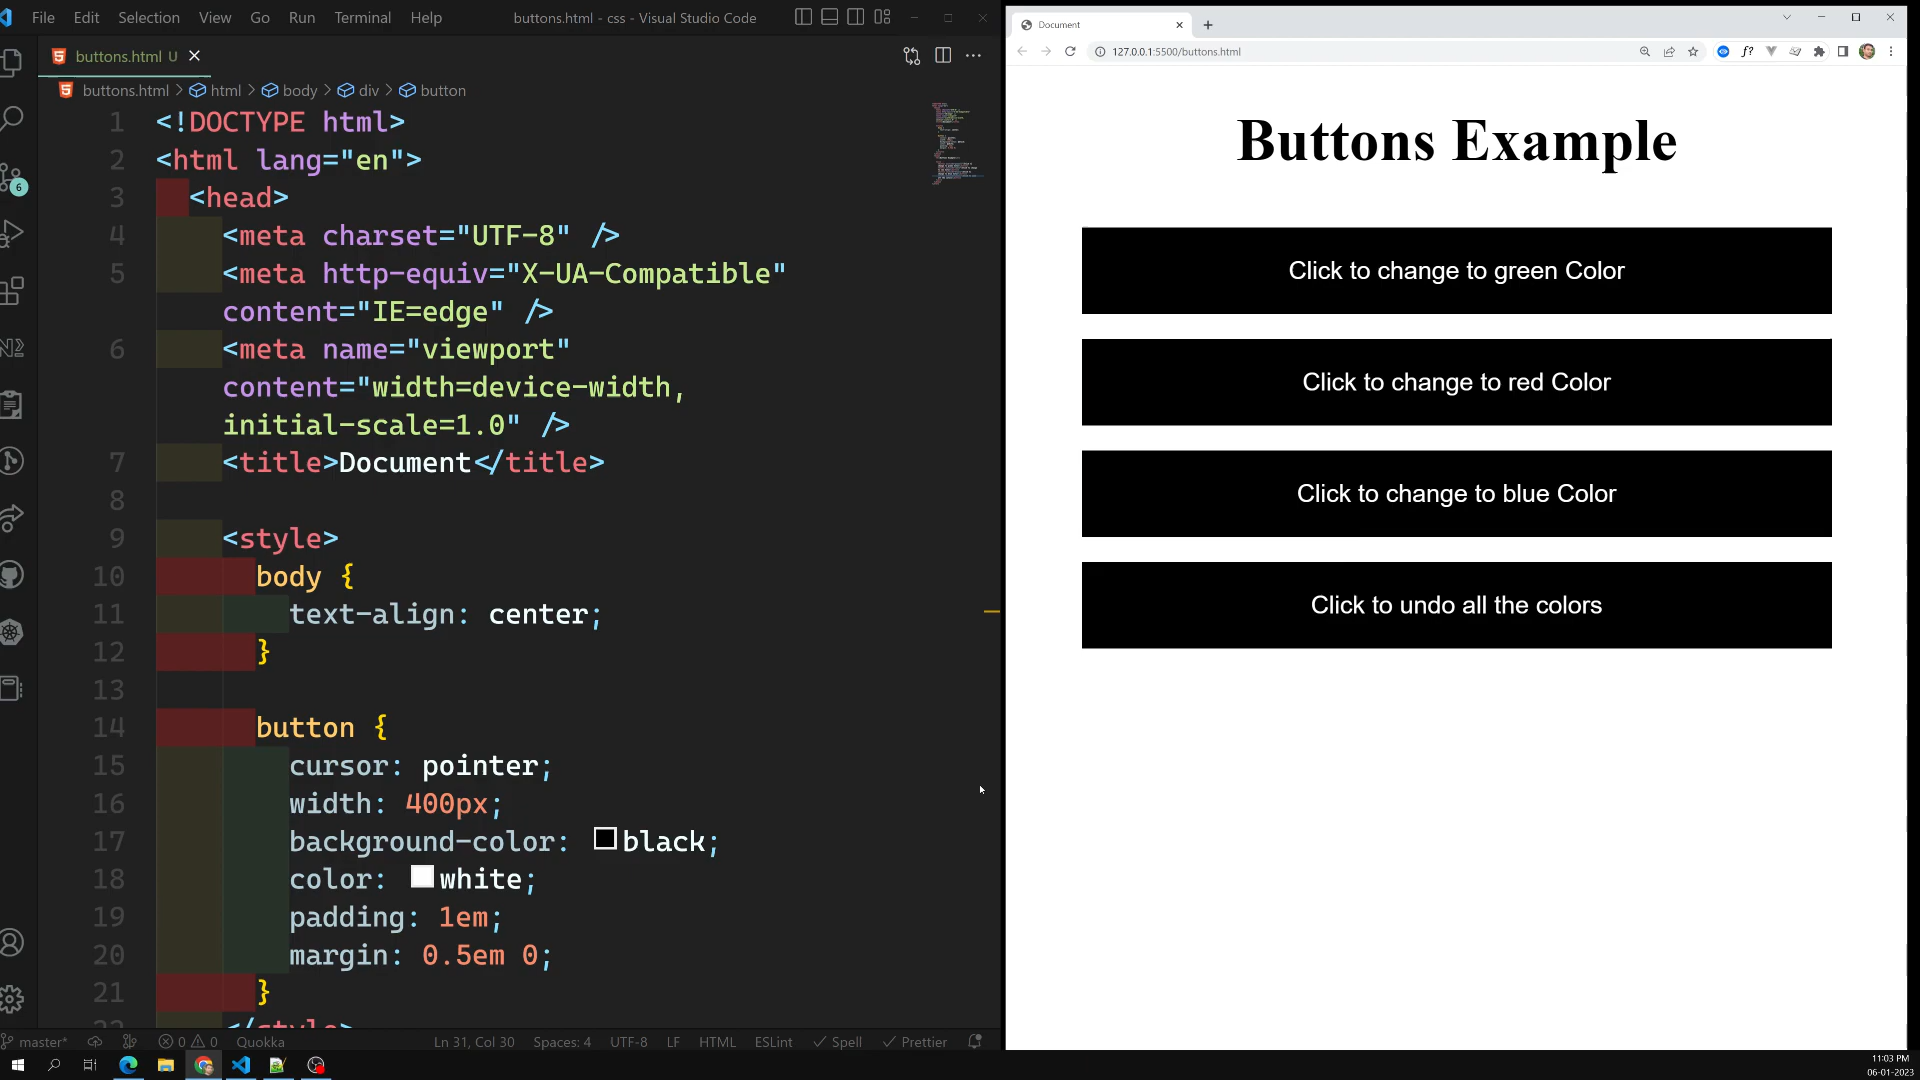 File Edit Selection View Go Run Terminal Help
buttons.html - css - Visual Studio Code
buttons.html U
buttons.html > html > body > div > button
1 <!DOCTYPE html>
2 <html lang="en">
3 <head>
4 <meta charset="UTF-8" />
5 <meta http-equiv="X-UA-Compatible"
content="IE=edge" />
6 <meta name="viewport"
content="width=device-width,
initial-scale=1.0" />
7 <title>Document</title>
8
9 <style>
10 body {
11 text-align: center;
12 }
13
14 button {
15 cursor: pointer;
16 width: 400px;
17 background-color: black;
18 color: white;
19 padding: 1em;
20 margin: 0.5em 0;
21 }
22 </style>
6
master* 0 0 Quokka Ln 31, Col 30 Spaces: 4 UTF-8 LF HTML ESLint Spell Prettier
Document
127.0.0.1:5500/buttons.html
f?
Buttons Example
Click to change to green Color
Click to change to red Color
Click to change to blue Color
Click to undo all the colors
11:03 PM
06-01-2023